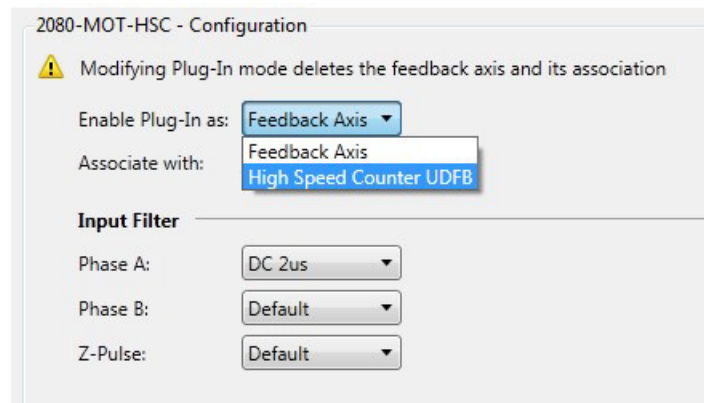 2080-MOT-HSC - Configuration
Modifying Plug-In mode deletes the feedback axis and its association
Enable Plug-In as: Feedback Axis
Feedback Axis
Associate with:
High Speed Counter UDFB
Input Filter
Phase A: DC 2us
Phase B: Default
Z-Pulse: Default